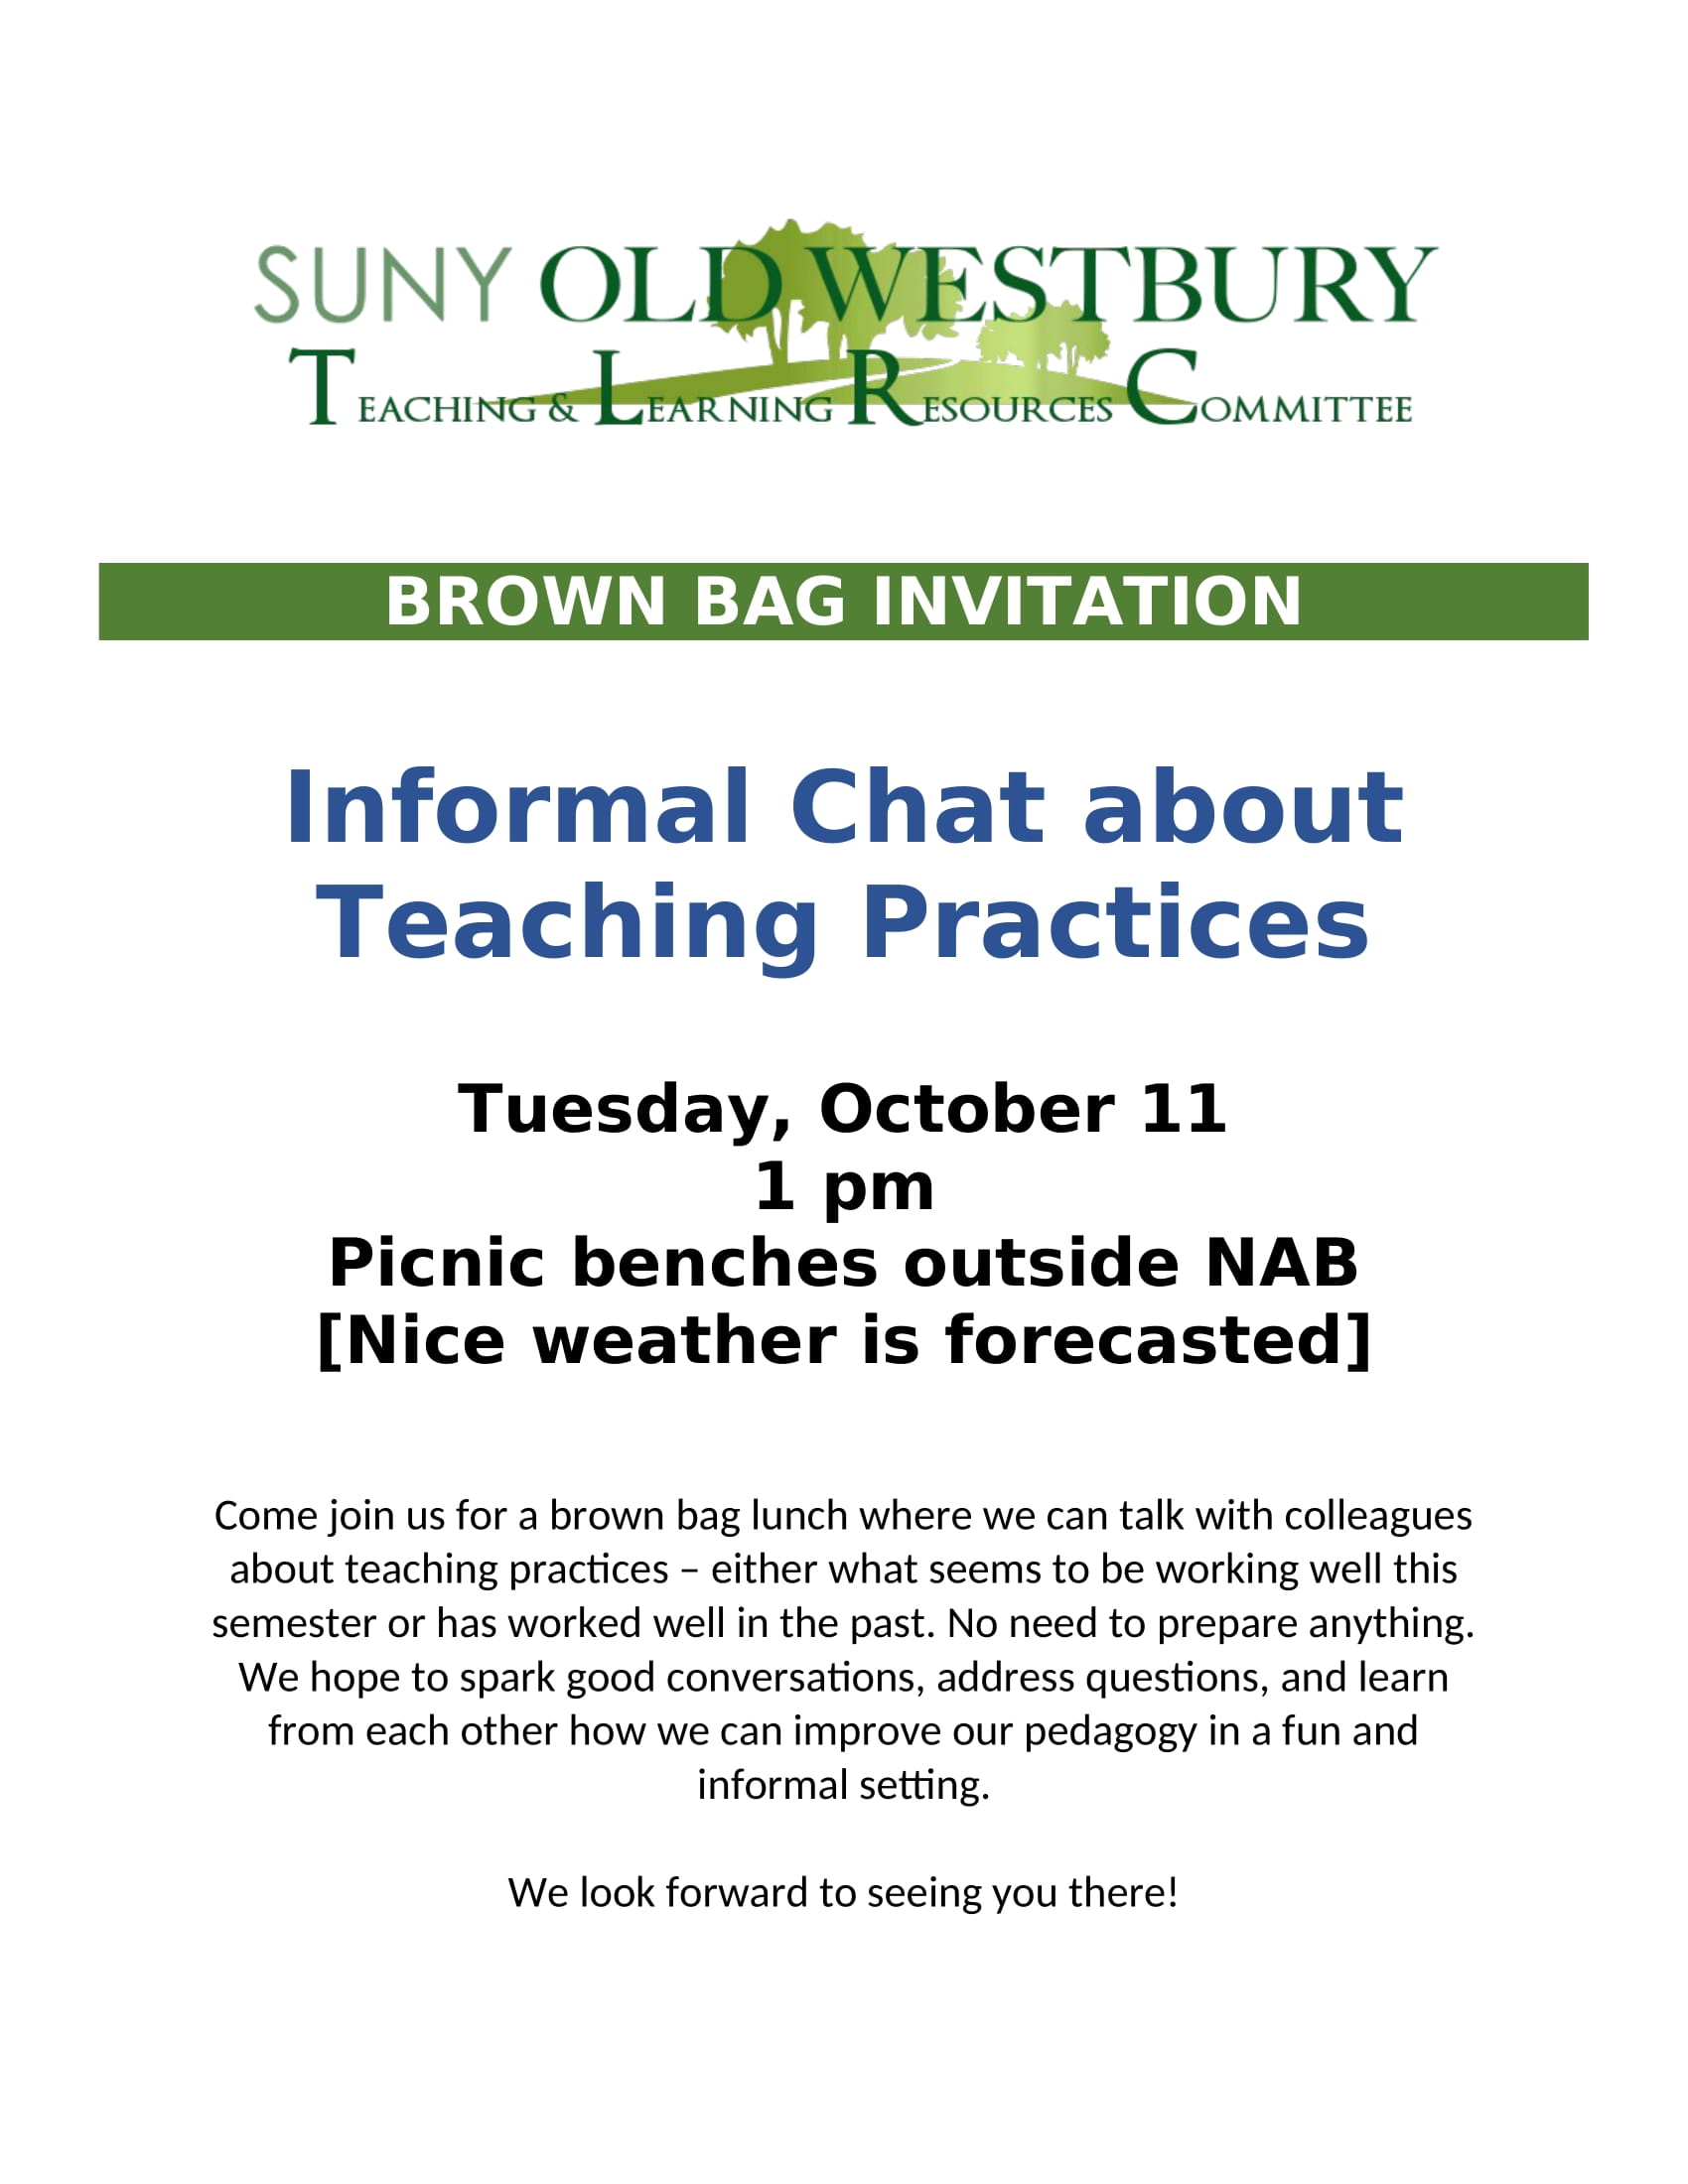 SUNY OLD WESTBURY
TEACHING & LEARNING RESOURCES COMMITTEE
BROWN BAG INVITATION
Informal Chat about
Teaching Practices
Tuesday, October 11
1 pm
Picnic benches outside NAB
[Nice weather is forecasted]
Come join us for a brown bag lunch where we can talk with colleagues
about teaching practices – either what seems to be working well this
semester or has worked well in the past. No need to prepare anything.
We hope to spark good conversations, address questions, and learn
from each other how we can improve our pedagogy in a fun and
informal setting.
We look forward to seeing you there!